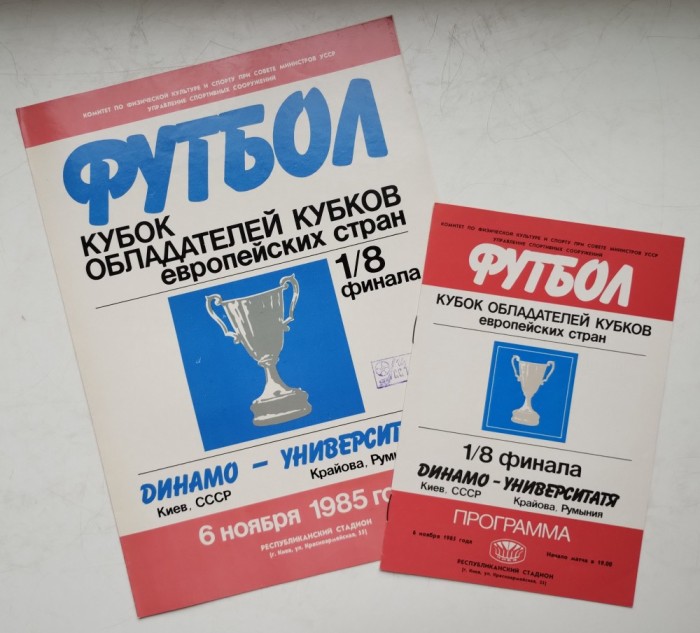 КОМИТЕТ ПО ФИЗИЧЕСКОЙ КУЛЬТУРЕ И СПОРТУ ПРИ СОВЕТЕ МИНИСТРОВ УССР
УПРАВЛЕНИЕ СПОРТИВНЫХ СООРУЖЕНИЙ
ФУТБОЛ
КУБОК
ОБЛАДАТЕЛЕЙ КУБКОВ
европейских стран
1/8
финала
ДИНАМО – УНИВЕРСИТ
Киев, СССР Крайова, Румы
6 ноября 1985 го
РЕСПУБЛИКАНСКИЙ СТАДИОН
(г. Киев, ул. Красноармейская, 55)
КОМИТЕТ ПО ФИЗИЧЕСКОЙ КУЛЬТУРЕ И СПОРТУ ПРИ СОВЕТЕ МИНИСТРОВ УССР
УПРАВЛЕНИЕ СПОРТИВНЫХ СООРУЖЕНИЙ
ФУТБОЛ
КУБОК ОБЛАДАТЕЛЕЙ КУБКОВ
европейских стран
1/8 финала
ДИНАМО – УНИВЕРСИТАТЯ
Киев, СССР Крайова, Румыния
ПРОГРАММА
6 ноября 1985 года Начало матча в 19.00
РЕСПУБЛИКАНСКИЙ СТАДИОН
(г. Киев, ул. Красноармейская, 55)